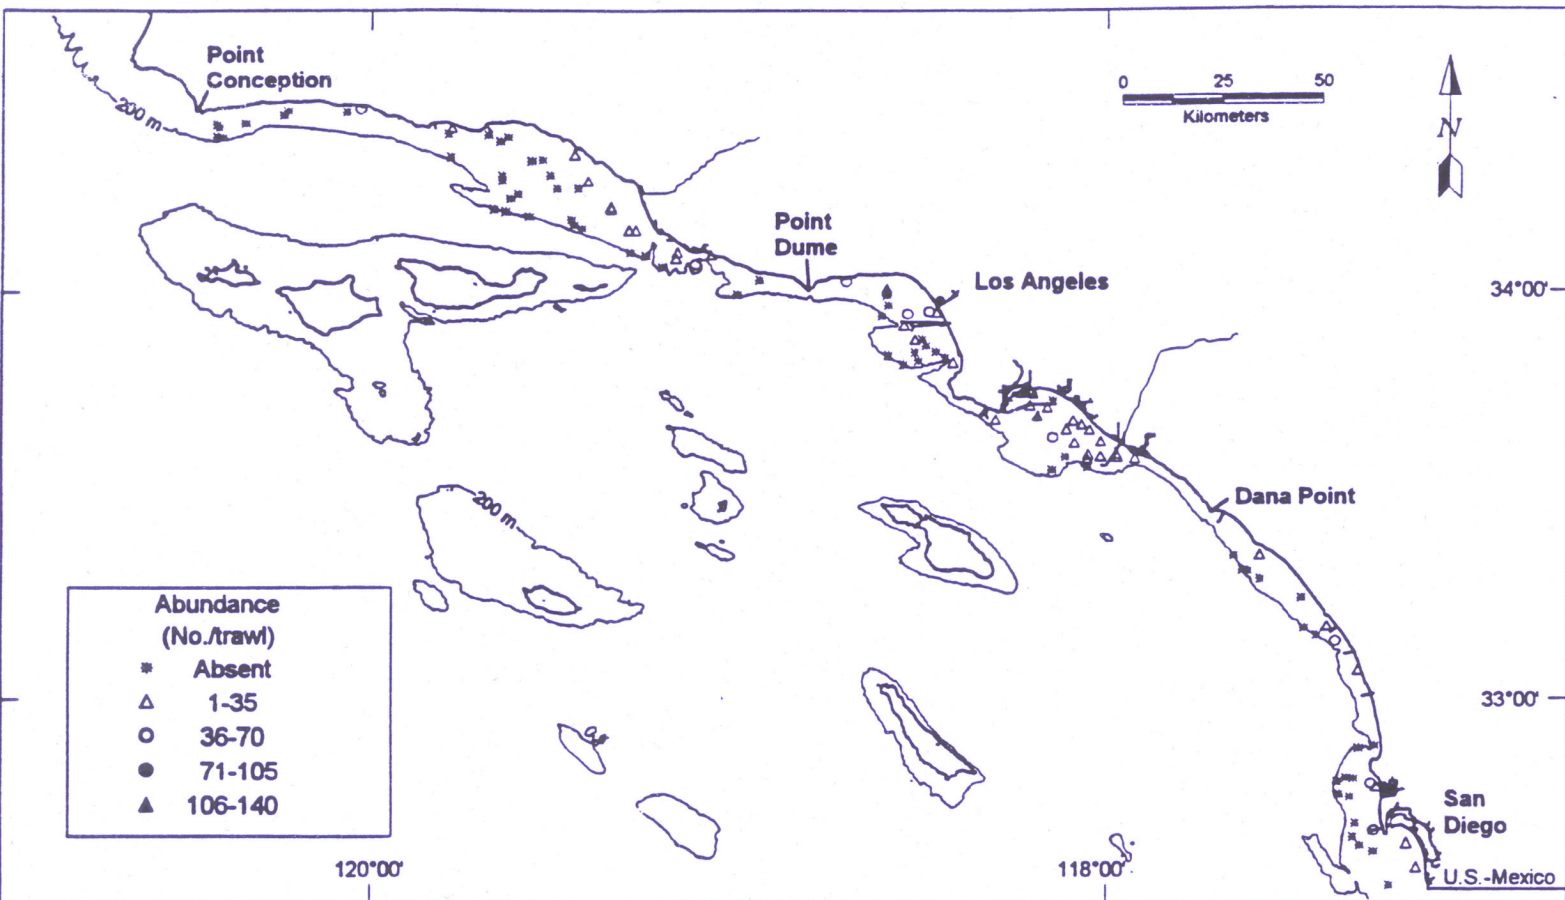 Point
Conception
200 m
0 25 50
Kilometers
N
Point
Dume
Los Angeles
34°00'
200 m
Dana Point
Abundance
(No./trawl)
Absent
1-35
36-70
71-105
106-140
33°00'
San
Diego
120°00'
118°00'
U.S.-Mexico